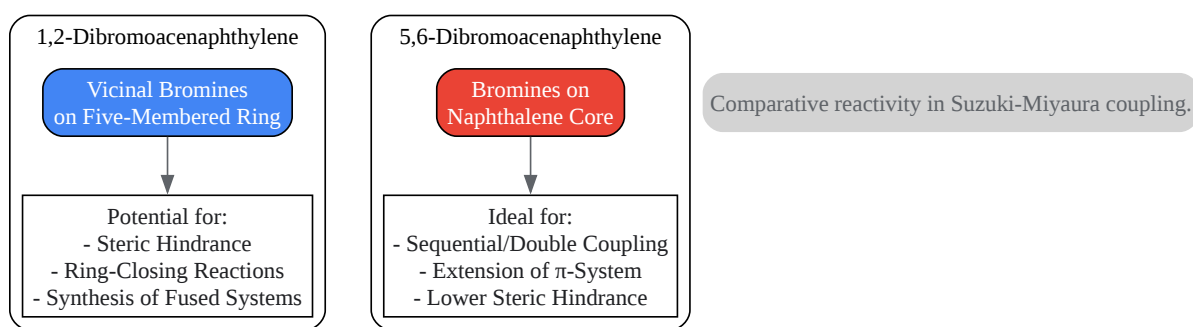 1,2-Dibromoacenaphthylene
Vicinal Bromines
on Five-Membered Ring
Potential for:
- Steric Hindrance
- Ring-Closing Reactions
- Synthesis of Fused Systems
5,6-Dibromoacenaphthylene
Bromines on
Naphthalene Core
Ideal for:
- Sequential/Double Coupling
- Extension of π-System
- Lower Steric Hindrance
Comparative reactivity in Suzuki-Miyaura coupling.